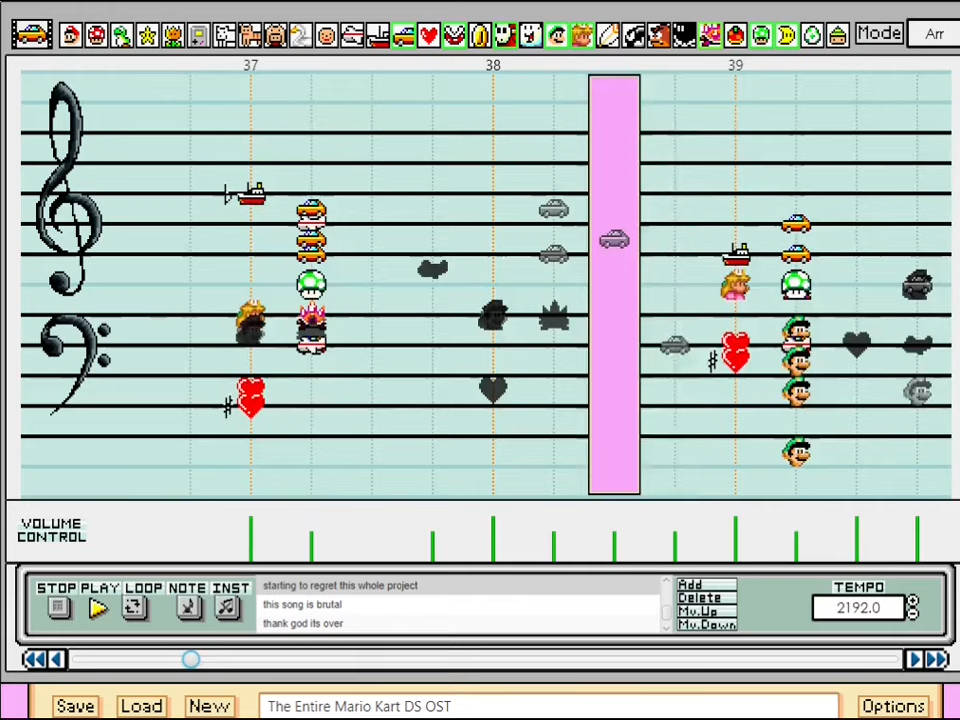 Mode
Arr
37
38
39
VOLUME
CONTROL
STOP PLAY LOOP NOTE INST
starting to regret this whole project
this song is brutal
thank god its over
Add
Delete
Mv.Up
Mv.Down
TEMPO
2192.0
Save
Load
New
The Entire Mario Kart DS OST
Options